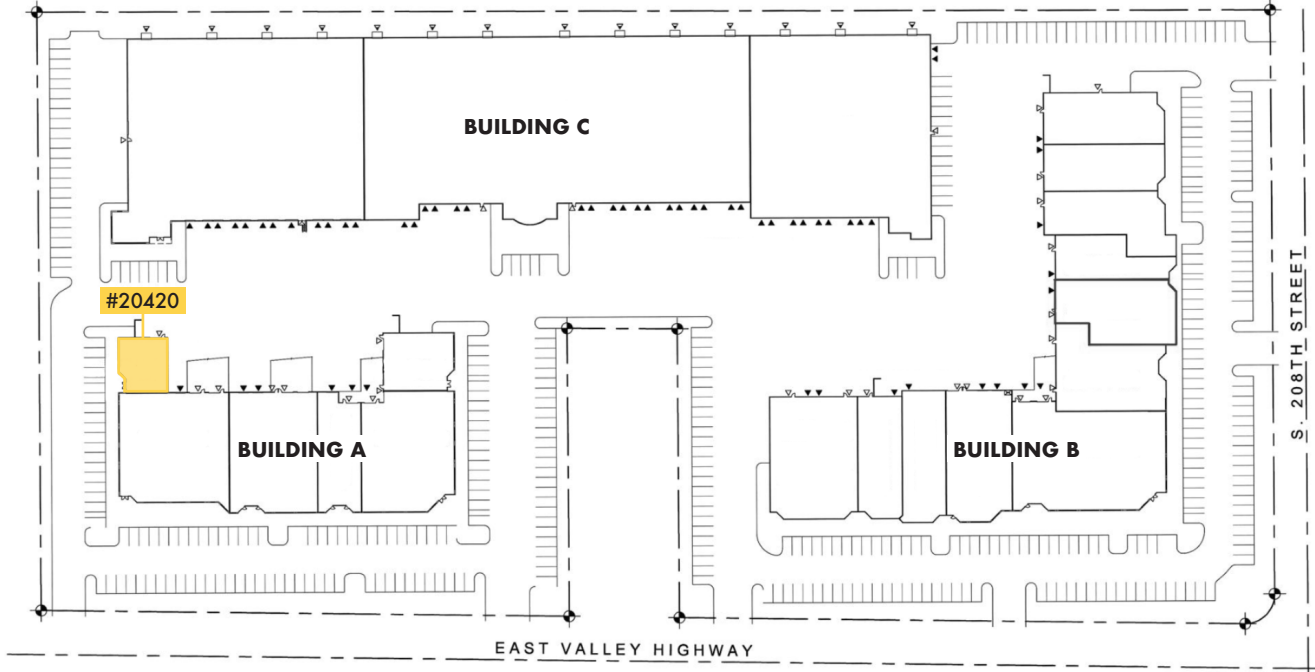 BUILDING C
#20420
BUILDING A
BUILDING B
S. 208TH STREET
EAST VALLEY HIGHWAY